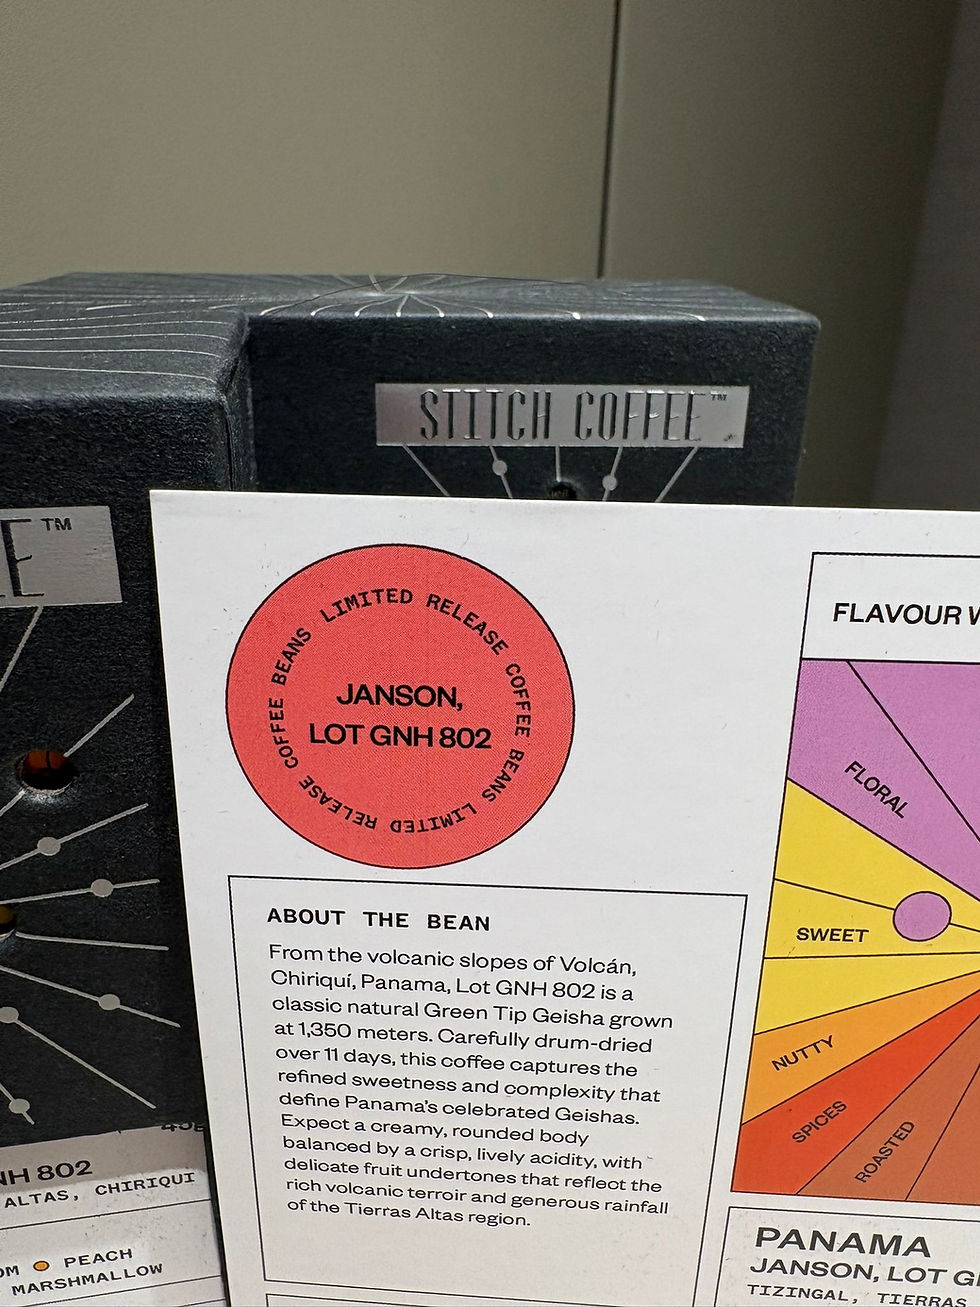 STITCH COFFEE™
E™
LIMITED RELEASE COFFEE BEANS LIMITED RELEASE COFFEE BEANS
JANSON,
LOT GNH 802
ABOUT THE BEAN
From the volcanic slopes of Volcán,
Chiriquí, Panama, Lot GNH 802 is a
classic natural Green Tip Geisha grown
at 1,350 meters. Carefully drum-dried
over 11 days, this coffee captures the
refined sweetness and complexity that
define Panama's celebrated Geishas.
Expect a creamy, rounded body
balanced by a crisp, lively acidity, with
delicate fruit undertones that reflect the
rich volcanic terroir and generous rainfall
of the Tierras Altas region.
FLAVOUR W
FLORAL
SWEET
NUTTY
SPICES
ROASTED
PANAMA
JANSON, LOT G
TIZINGAL, TIERRAS
NH 802
ALTAS, CHIRIQUI
OM PEACH
MARSHMALLOW